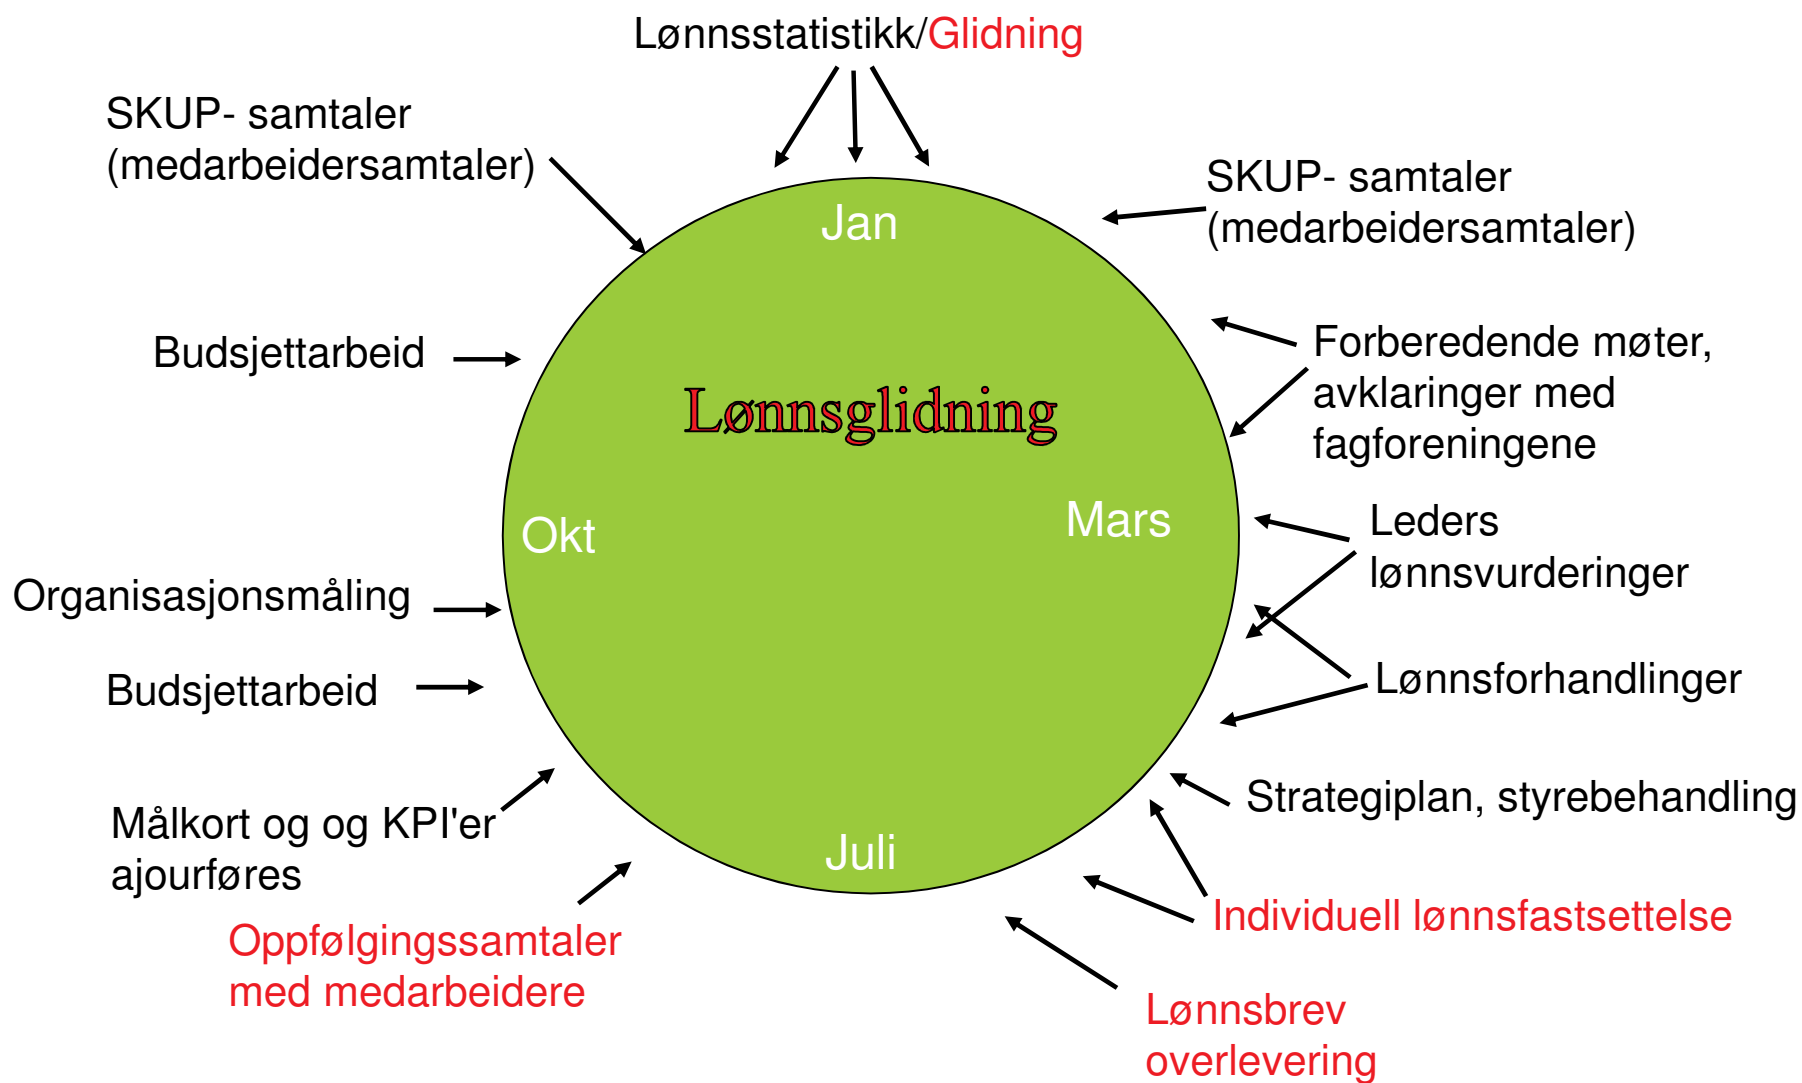 Lønnsstatistikk/Glidning
SKUP- samtaler
(medarbeidersamtaler)
SKUP- samtaler
(medarbeidersamtaler)
Jan
Budsjettarbeid
Forberedende møter,
avklaringer med
fagforeningene
Lønnsglidning
Okt
Mars
Leders
lønnsvurderinger
Organisasjonsmåling
Budsjettarbeid
Lønnsforhandlinger
Målkort og og KPI'er
ajourføres
Strategiplan, styrebehandling
Juli
Oppfølgingssamtaler
med medarbeidere
Individuell lønnsfastsettelse
Lønnsbrev
overlevering